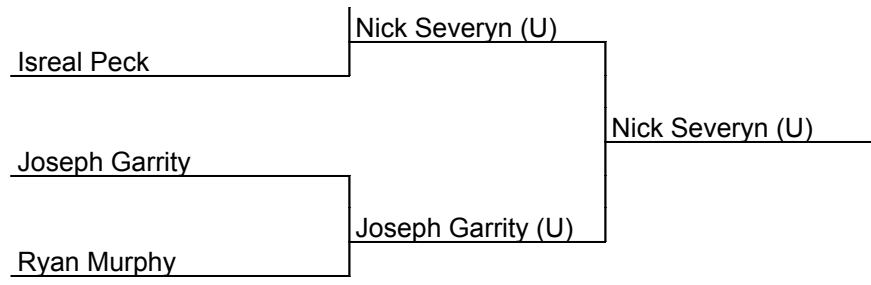 Nick Severyn (U)
Isreal Peck
Nick Severyn (U)
Joseph Garrity
Joseph Garrity (U)
Ryan Murphy